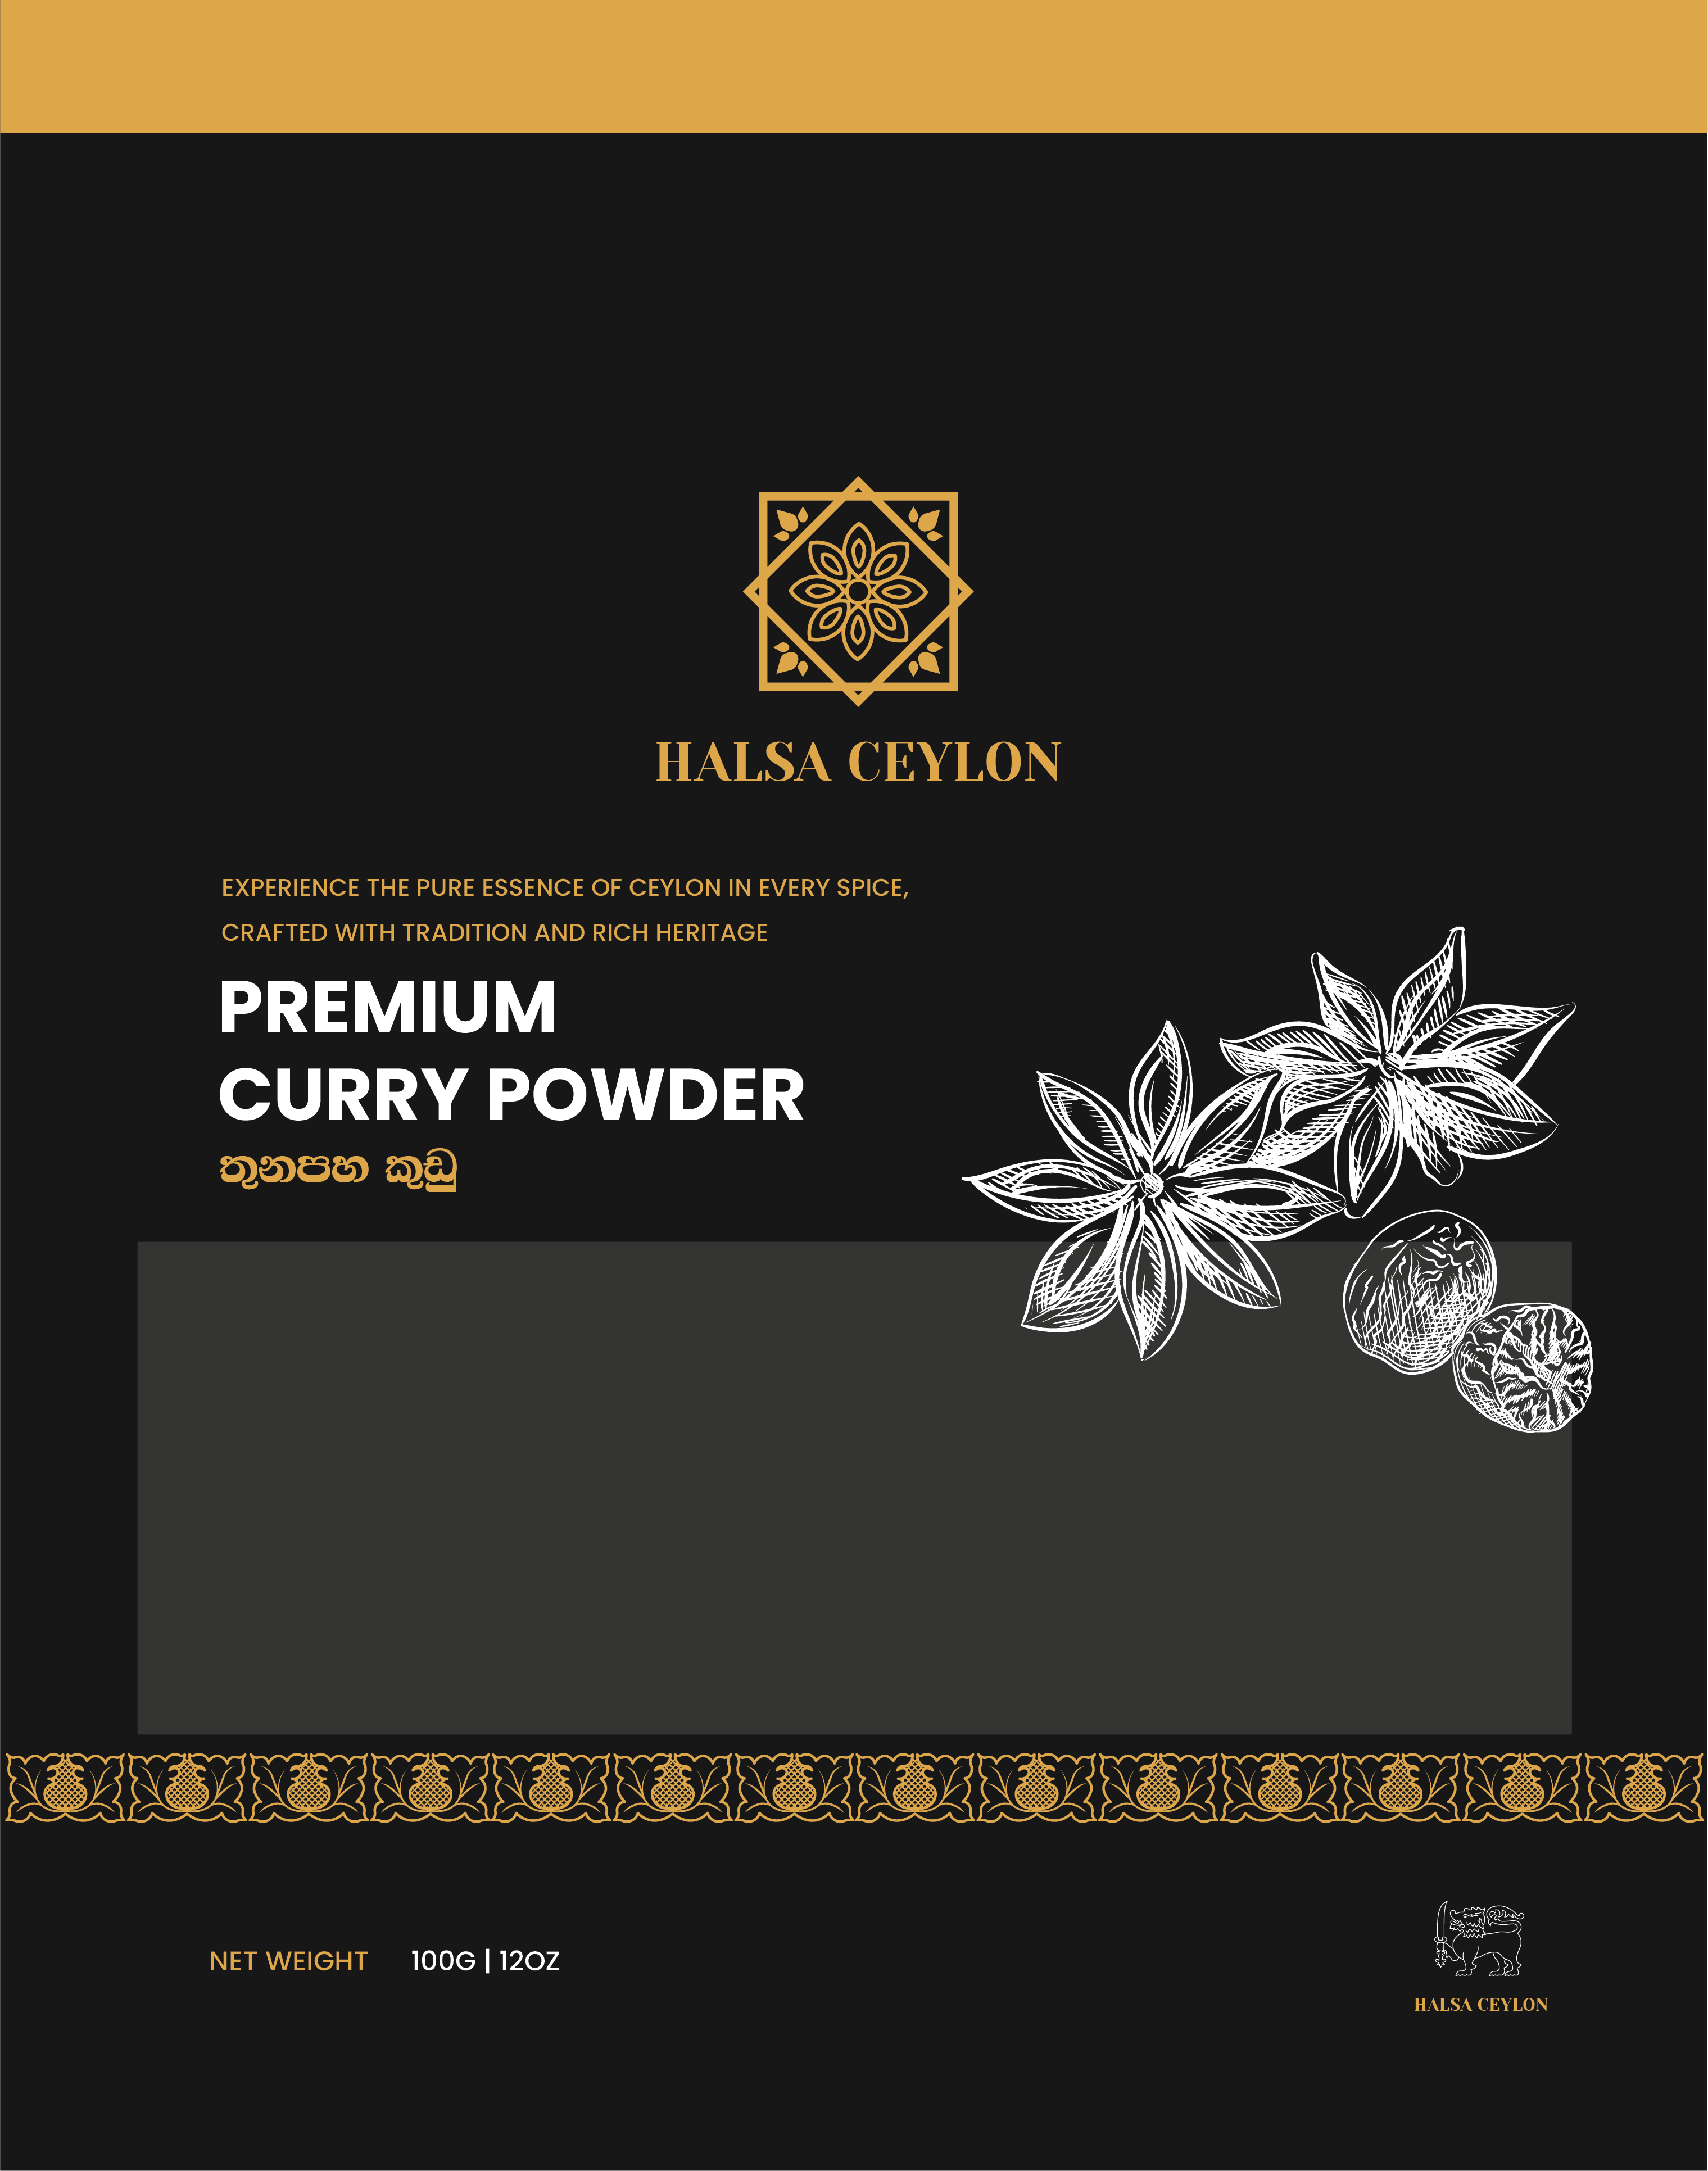 HALSA CEYLON
EXPERIENCE THE PURE ESSENCE OF CEYLON IN EVERY SPICE,
CRAFTED WITH TRADITION AND RICH HERITAGE
PREMIUM
CURRY POWDER
තුනපහ කුඩු
NET WEIGHT 100G | 12OZ
HALSA CEYLON